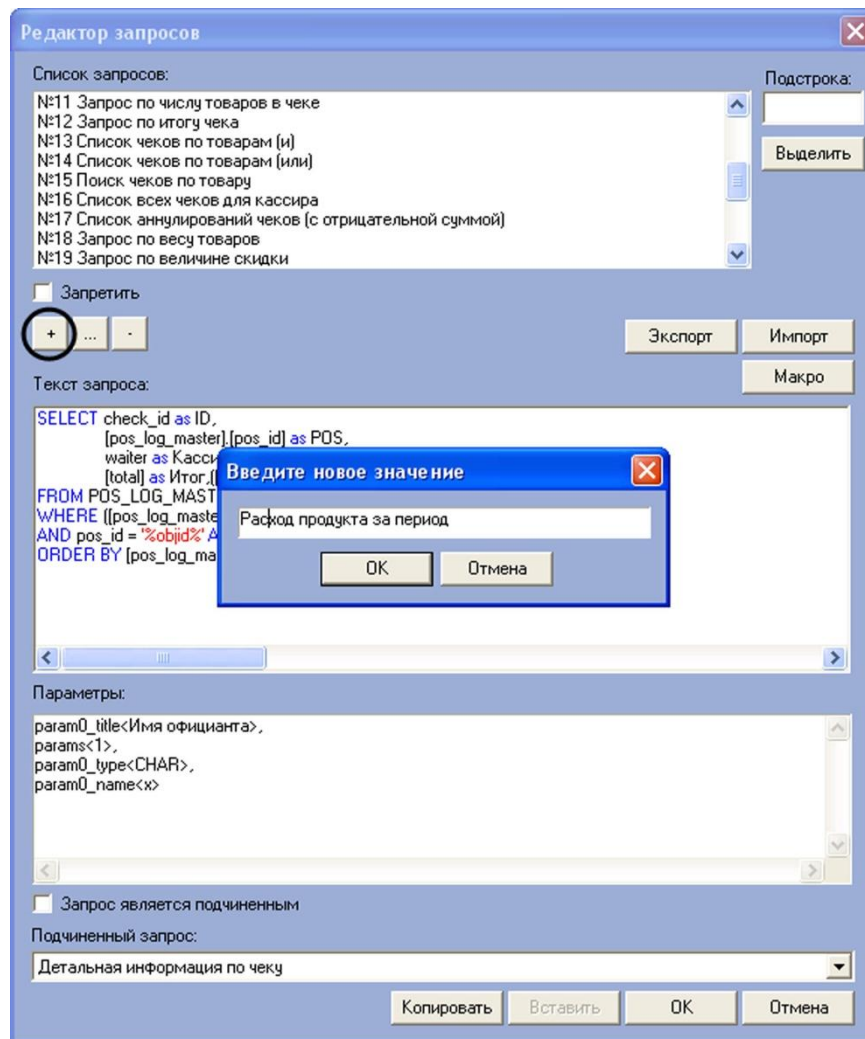 Редактор запросов
Список запросов:
Подстрока:
№11 Запрос по числу товаров в чеке
№12 Запрос по итогу чека
№13 Список чеков по товарам (и)
№14 Список чеков по товарам (или)
№15 Поиск чеков по товару
№16 Список всех чеков для кассира
№17 Список аннулирований чеков (с отрицательной суммой)
№18 Запрос по весу товаров
№19 Запрос по величине скидки
Выделить
Запретить
+ ... -
Экспорт Импорт
Макро
Текст запроса:
SELECT check_id as ID,
[pos_log_master].[pos_id] as POS,
waiter as Касси
[total] as Итог,([
FROM POS_LOG_MAST
WHERE ((pos_log_maste
AND pos_id = '%objid%' A
ORDER BY [pos_log_ma
Введите новое значение
Расход продукта за период
OK Отмена
Параметры:
param0_title<Имя официанта>,
params<1>,
param0_type<CHAR>,
param0_name<x>
Запрос является подчиненным
Подчиненный запрос:
Детальная информация по чеку
Копировать Вставить OK Отмена